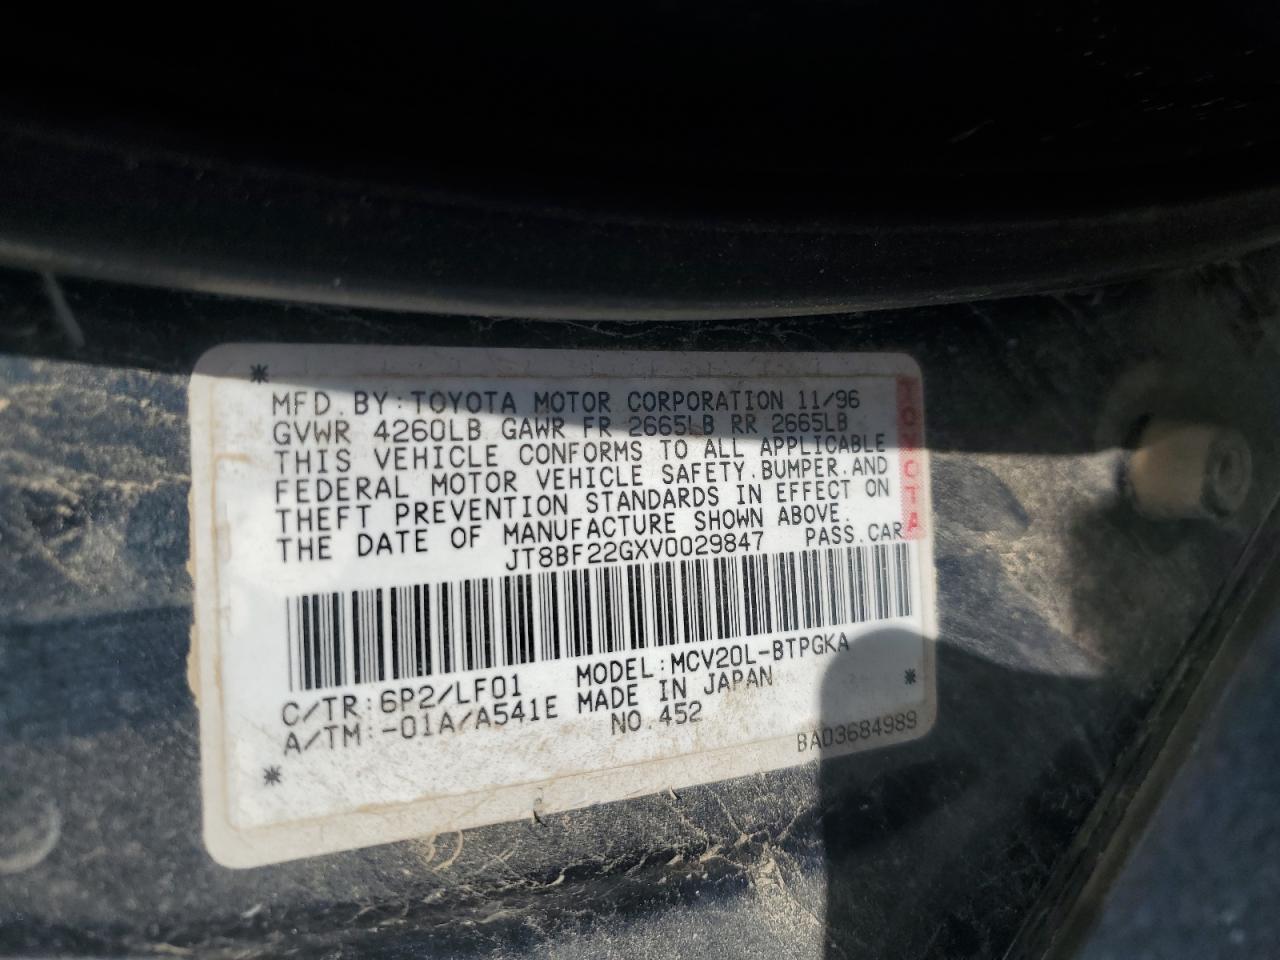 MFD. BY: TOYOTA MOTOR CORPORATION 11/96
GVWR 4260LB GAWR FR 2665LB RR 2665LB
THIS VEHICLE CONFORMS TO ALL APPLICABLE
FEDERAL MOTOR VEHICLE SAFETY, BUMPER, AND
THEFT PREVENTION STANDARDS IN EFFECT ON
THE DATE OF MANUFACTURE SHOWN ABOVE.
JT8BF22GXV0029847 PASS. CAR
C/TR: 6P2/LF01 MODEL: MCV20L-BTPGKA
A/TM: -01A/A541E MADE IN JAPAN
NO. 452
BA03684989
TOYOTA